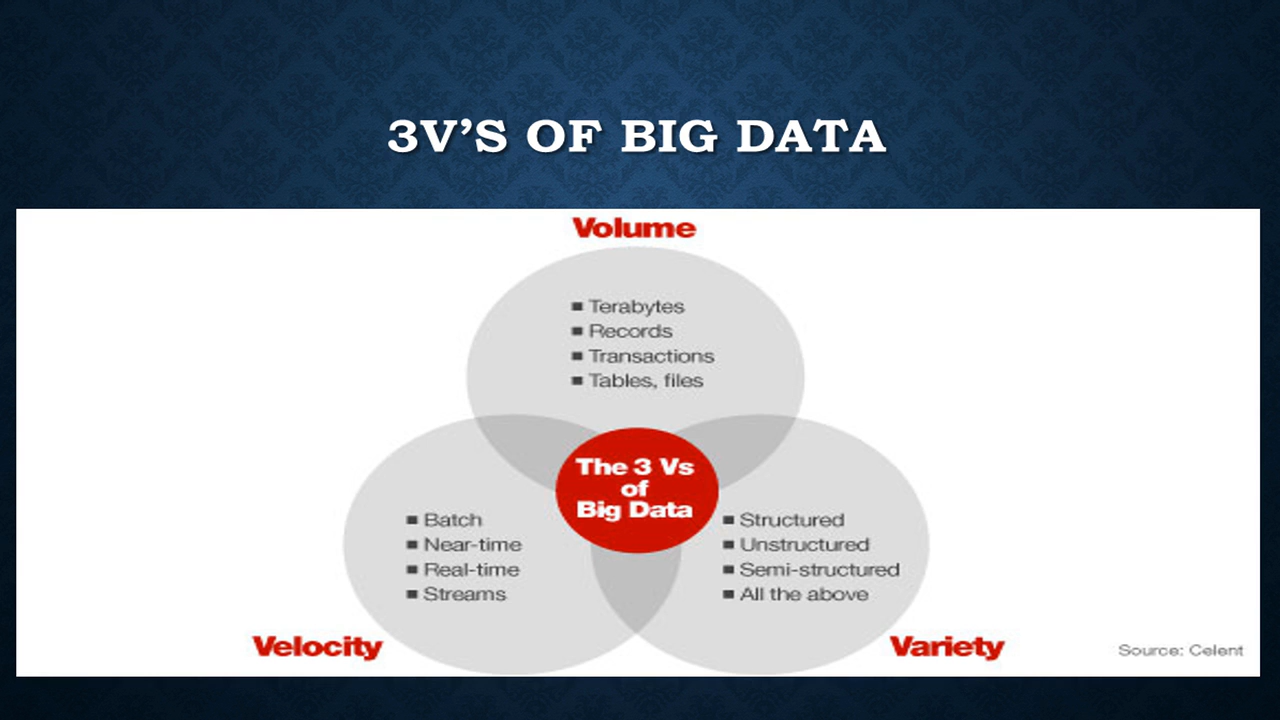 3V’S OF BIG DATA
Volume
▪ Terabytes
▪ Records
▪ Transactions
▪ Tables, files
The 3 Vs
of
Big Data
▪ Batch
▪ Near-time
▪ Real-time
▪ Streams
Velocity
▪ Structured
▪ Unstructured
▪ Semi-structured
▪ All the above
Variety
Source: Celent